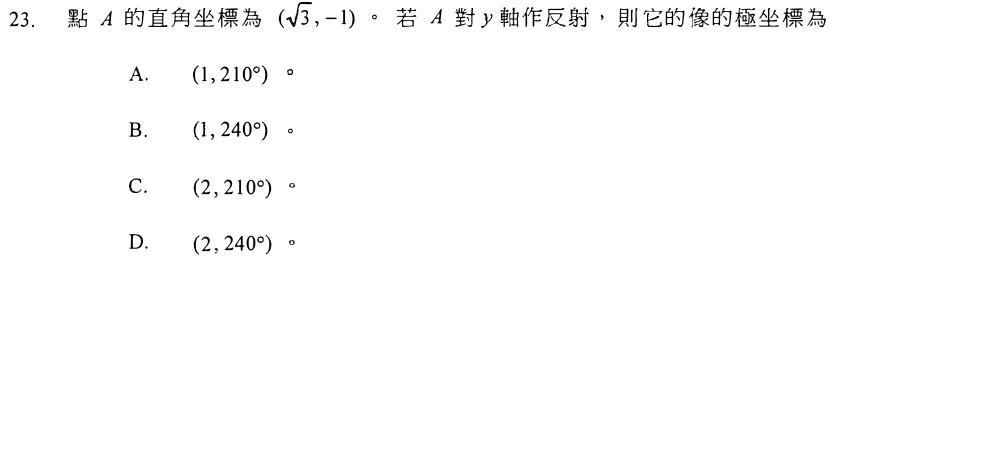 23. 點 A 的直角坐標為 (√3, −1) 。 若 A 對 y 軸作反射，則它的像的極坐標為
A. (1, 210°) 。
B. (1, 240°) 。
C. (2, 210°) 。
D. (2, 240°) 。